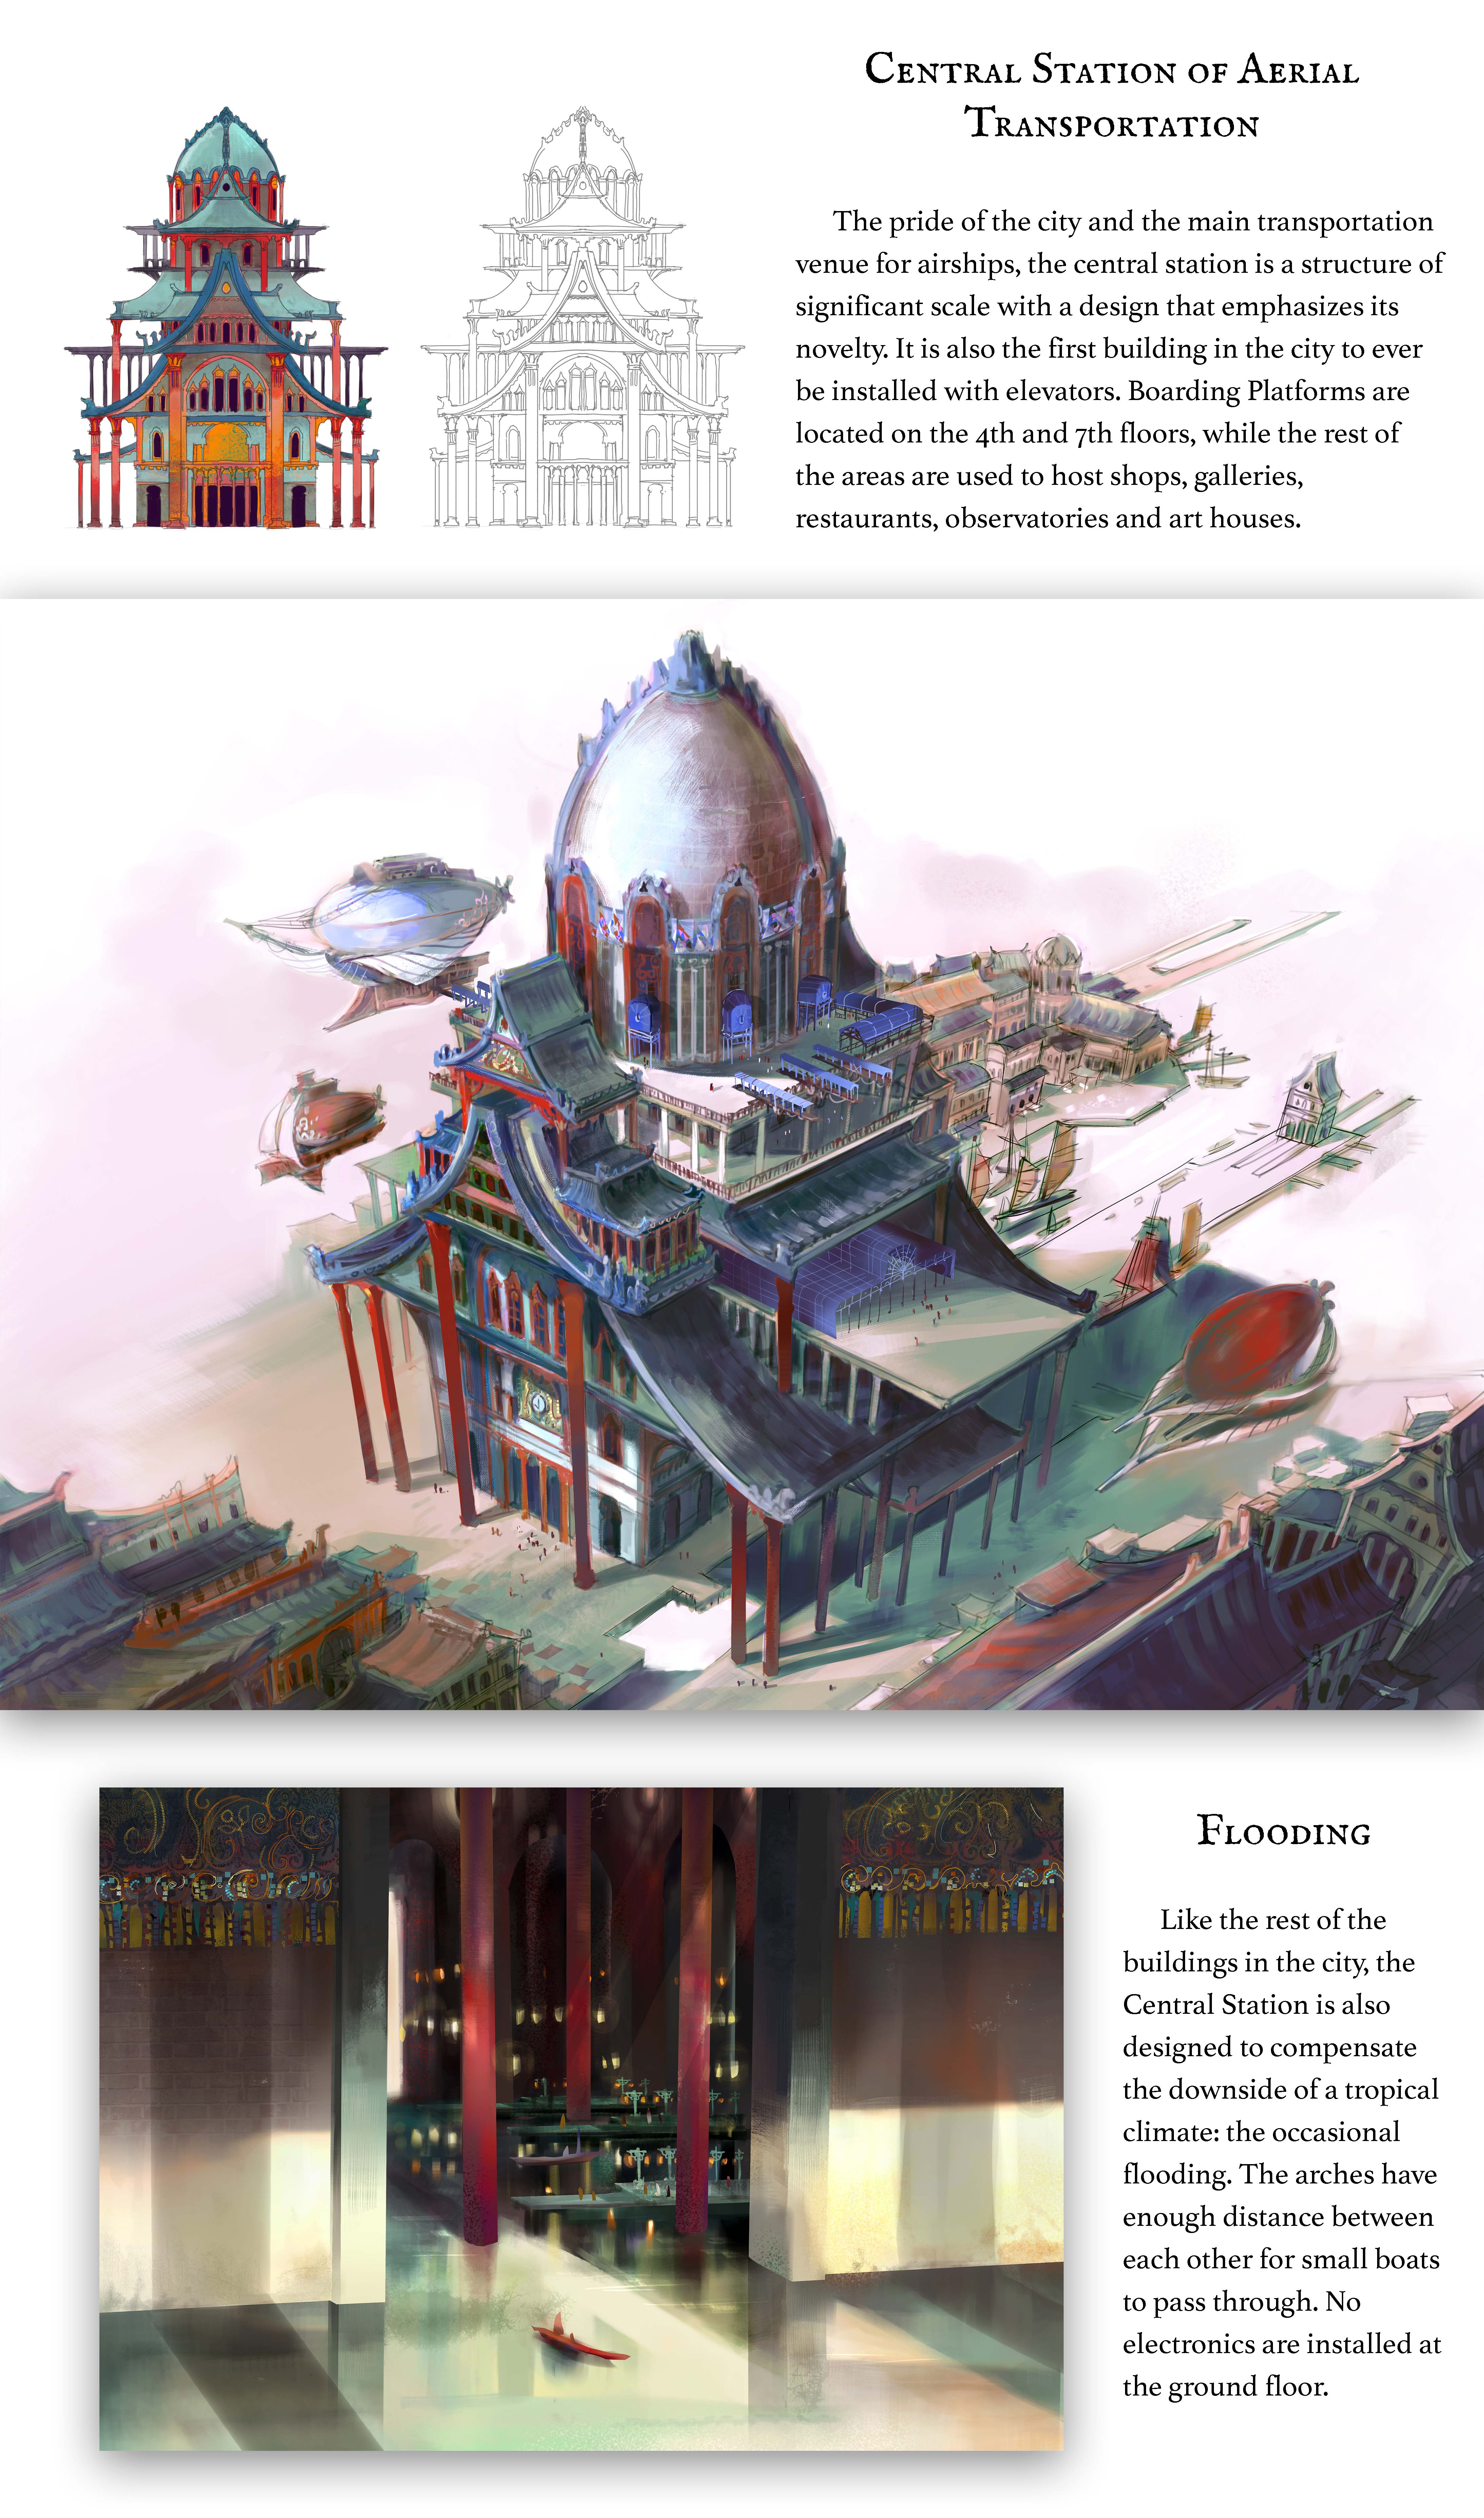 Central Station of Aerial
Transportation
The pride of the city and the main transportation
venue for airships, the central station is a structure of
significant scale with a design that emphasizes its
novelty. It is also the first building in the city to ever
be installed with elevators. Boarding Platforms are
located on the 4th and 7th floors, while the rest of
the areas are used to host shops, galleries,
restaurants, observatories and art houses.
Flooding
Like the rest of the
buildings in the city, the
Central Station is also
designed to compensate
the downside of a tropical
climate: the occasional
flooding. The arches have
enough distance between
each other for small boats
to pass through. No
electronics are installed at
the ground floor.